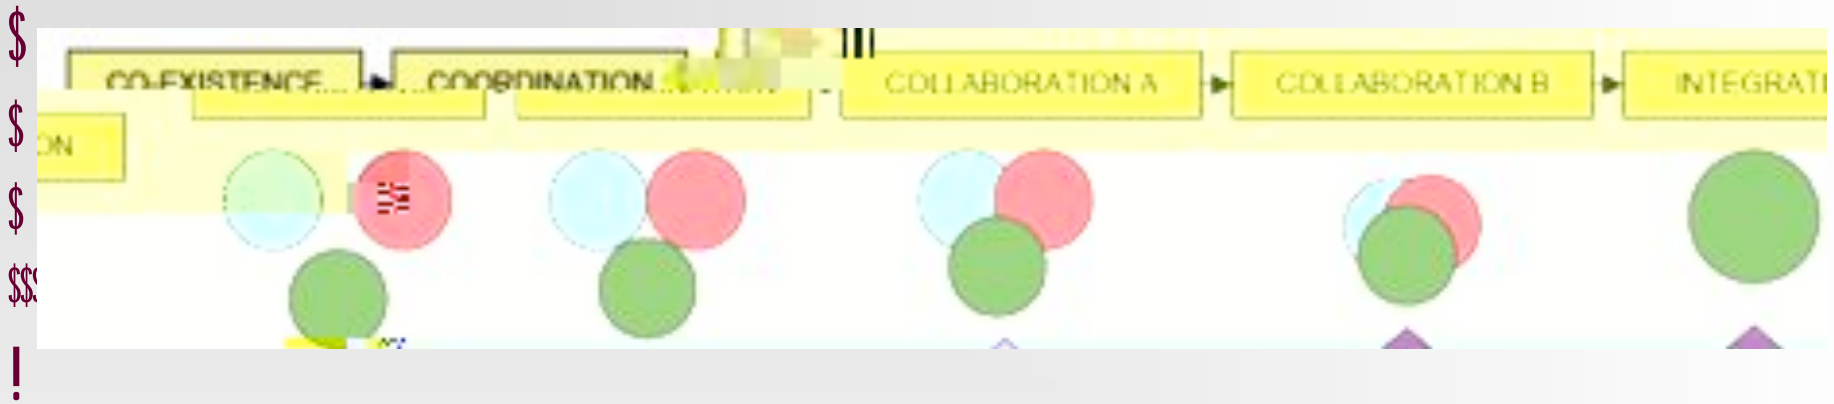 $
CO-EXISTENCE COORDINATION COLLABORATION A COLLABORATION B INTEGRATI
$
ON
$
$$$
!